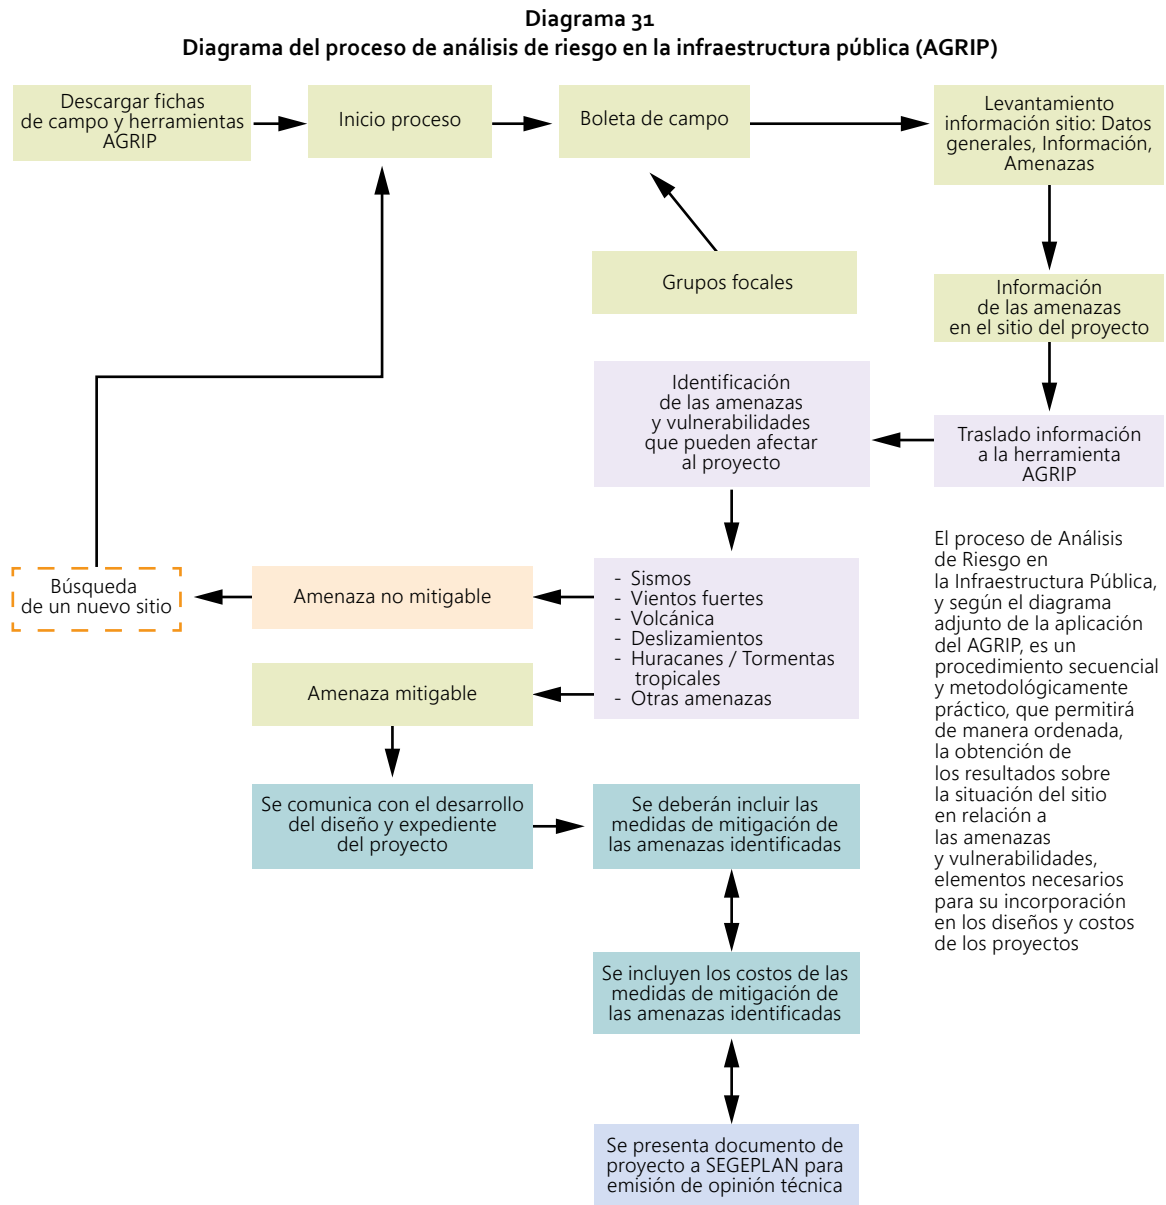 Diagrama 31
Diagrama del proceso de análisis de riesgo en la infraestructura pública (AGRIP)
Descargar fichas
de campo y herramientas
AGRIP
Inicio proceso
Boleta de campo
Levantamiento
información sitio: Datos
generales, Información,
Amenazas
Grupos focales
Información
de las amenazas
en el sitio del proyecto
Identificación
de las amenazas
y vulnerabilidades
que pueden afectar
al proyecto
Traslado información
a la herramienta
AGRIP
Búsqueda
de un nuevo sitio
Amenaza no mitigable
- Sismos
- Vientos fuertes
- Volcánica
- Deslizamientos
- Huracanes / Tormentas
tropicales
- Otras amenazas
Amenaza mitigable
El proceso de Análisis
de Riesgo en
la Infraestructura Pública,
y según el diagrama
adjunto de la aplicación
del AGRIP, es un
procedimiento secuencial
y metodológicamente
práctico, que permitirá
de manera ordenada,
la obtención de
los resultados sobre
la situación del sitio
en relación a
las amenazas
y vulnerabilidades,
elementos necesarios
para su incorporación
en los diseños y costos
de los proyectos
Se comunica con el desarrollo
del diseño y expediente
del proyecto
Se deberán incluir las
medidas de mitigación de
las amenazas identificadas
Se incluyen los costos de las
medidas de mitigación de
las amenazas identificadas
Se presenta documento de
proyecto a SEGEPLAN para
emisión de opinión técnica